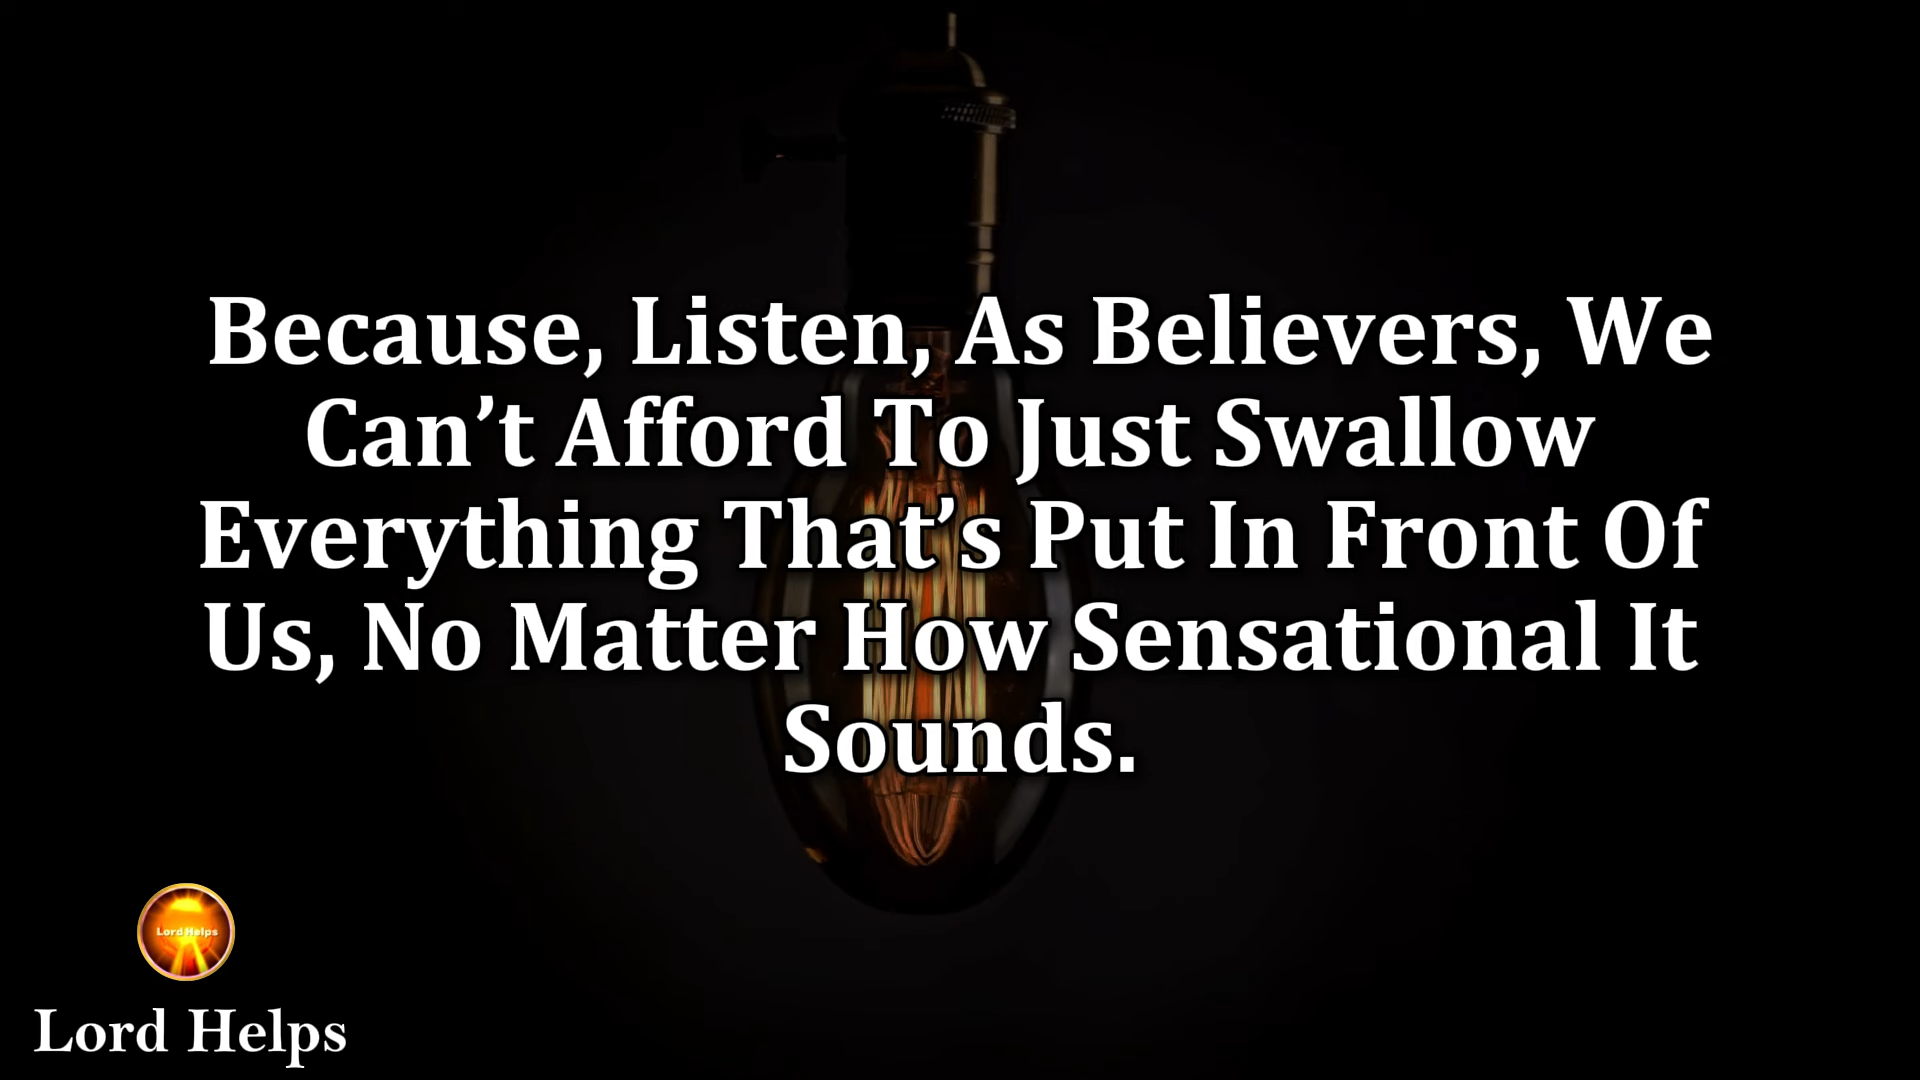 Because, Listen, As Believers, We
Can’t Afford To Just Swallow
Everything That’s Put In Front Of
Us, No Matter How Sensational It
Sounds.
Lord Helps
Lord Helps